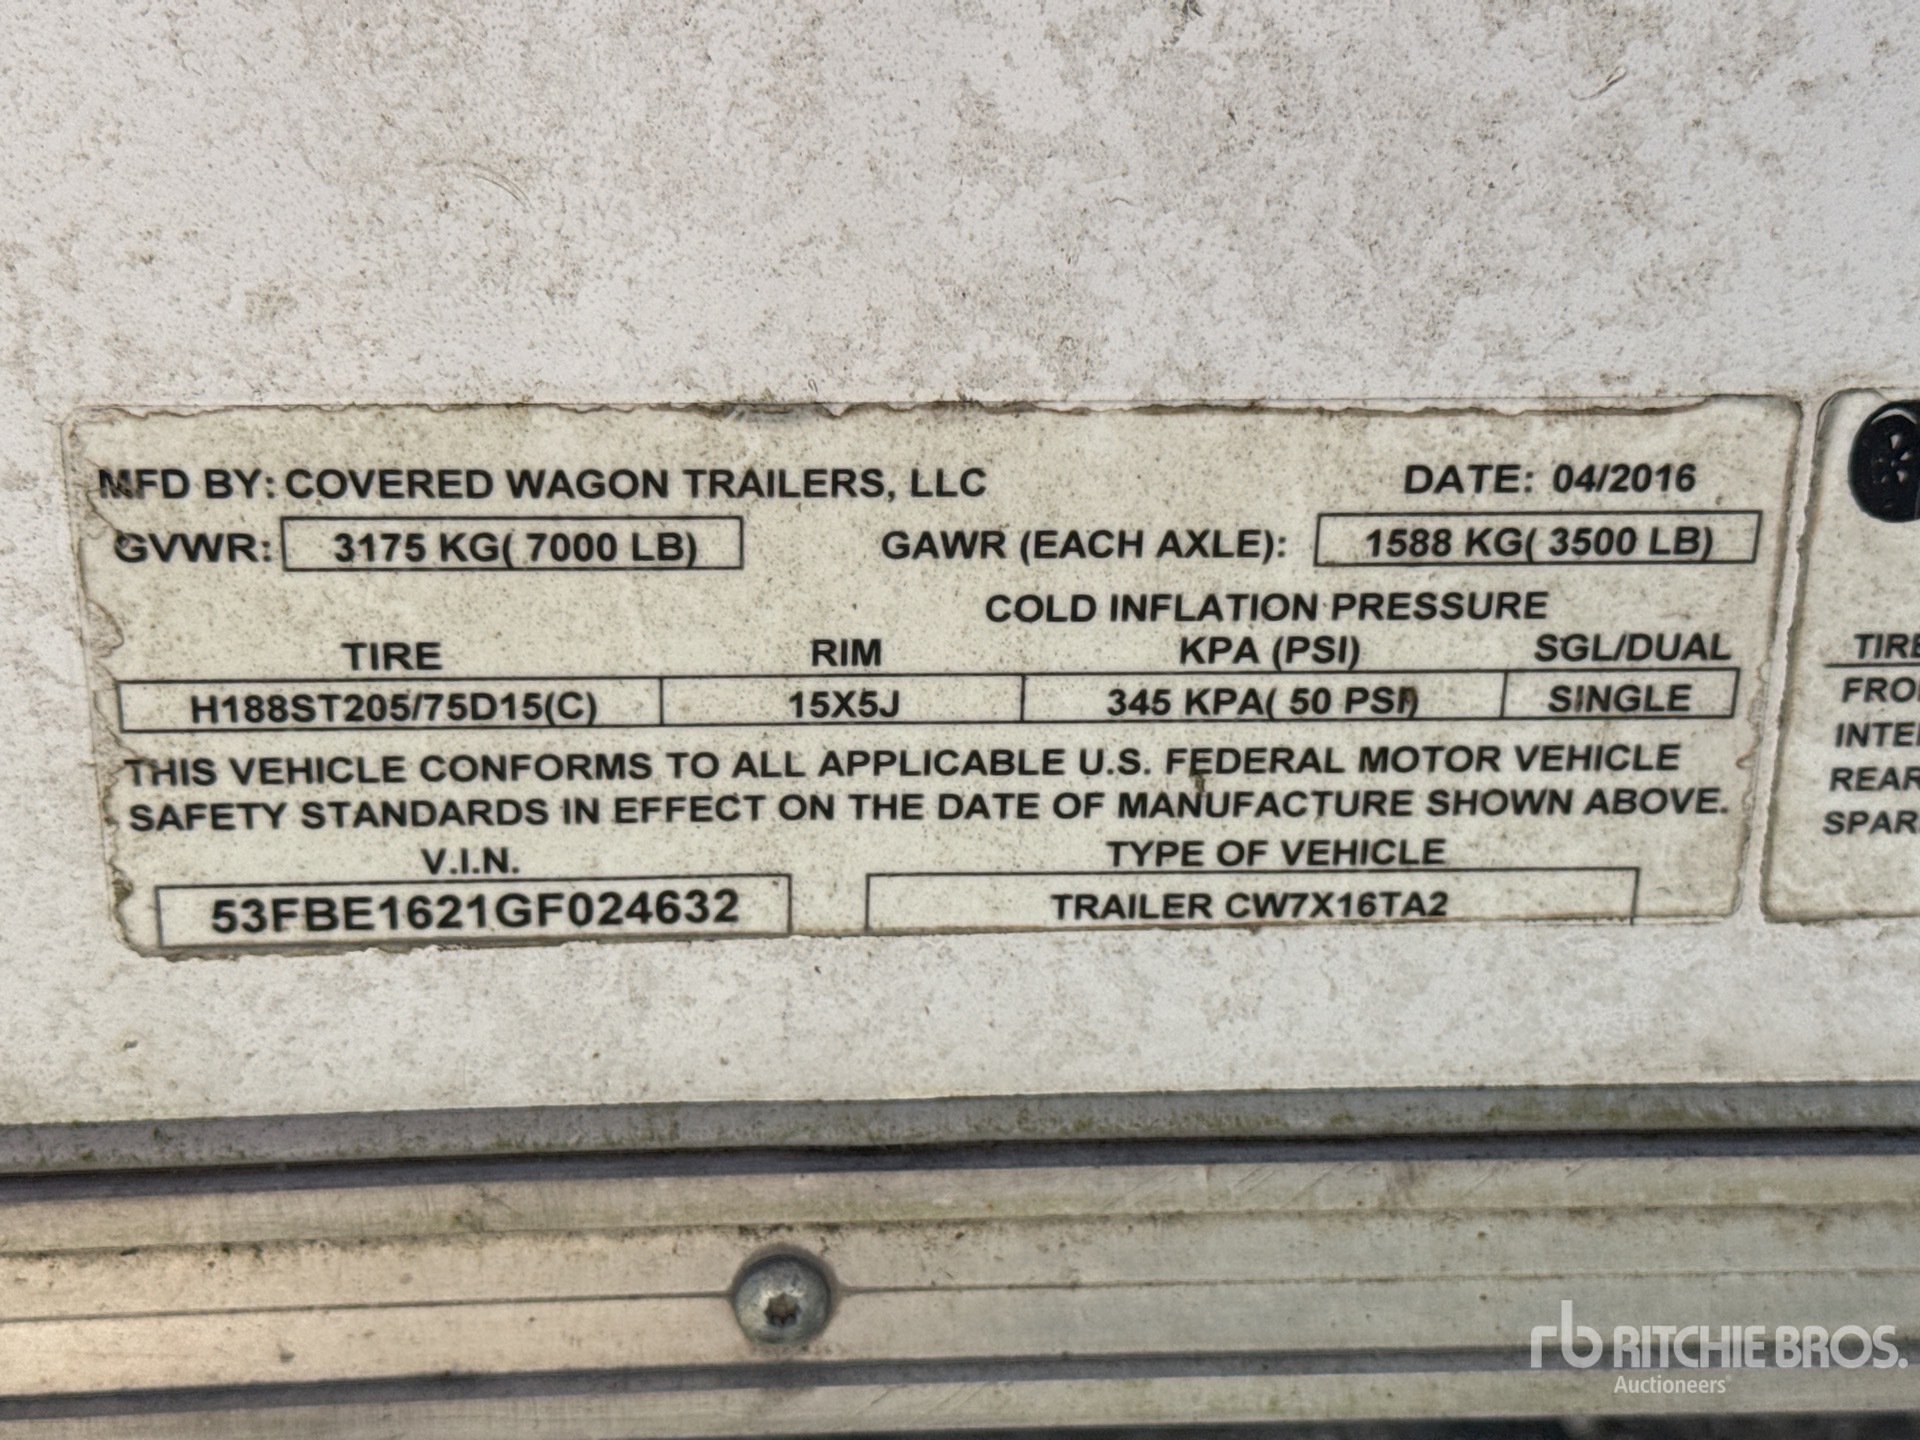 MFD BY: COVERED WAGON TRAILERS, LLC DATE: 04/2016
GVWR: 3175 KG( 7000 LB) GAWR (EACH AXLE): 1588 KG( 3500 LB)
COLD INFLATION PRESSURE
TIRE RIM KPA (PSI) SGL/DUAL
H188ST205/75D15(C) 15X5J 345 KPA( 50 PSI) SINGLE
THIS VEHICLE CONFORMS TO ALL APPLICABLE U.S. FEDERAL MOTOR VEHICLE
SAFETY STANDARDS IN EFFECT ON THE DATE OF MANUFACTURE SHOWN ABOVE.
V.I.N. TYPE OF VEHICLE
53FBE1621GF024632 TRAILER CW7X16TA2
TIRE
REAR
rb RITCHIE BROS.
Auctioneers